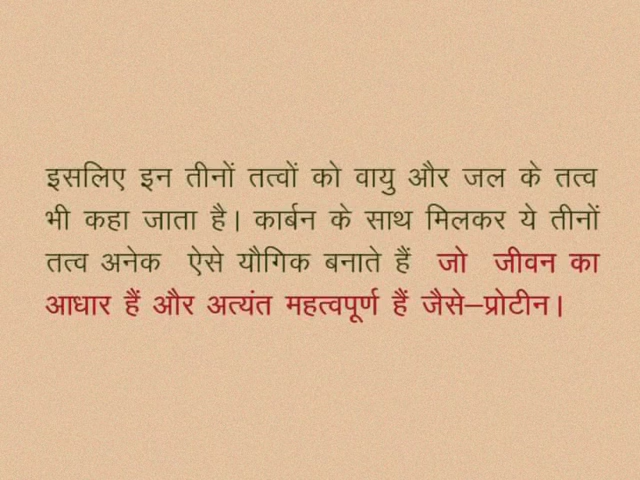 इसलिए इन तीनों तत्वों को वायु और जल के तत्व
भी कहा जाता है। कार्बन के साथ मिलकर ये तीनों
तत्व अनेक ऐसे यौगिक बनाते हैं जो जीवन का
आधार हैं और अत्यंत महत्वपूर्ण हैं जैसे–प्रोटीन।